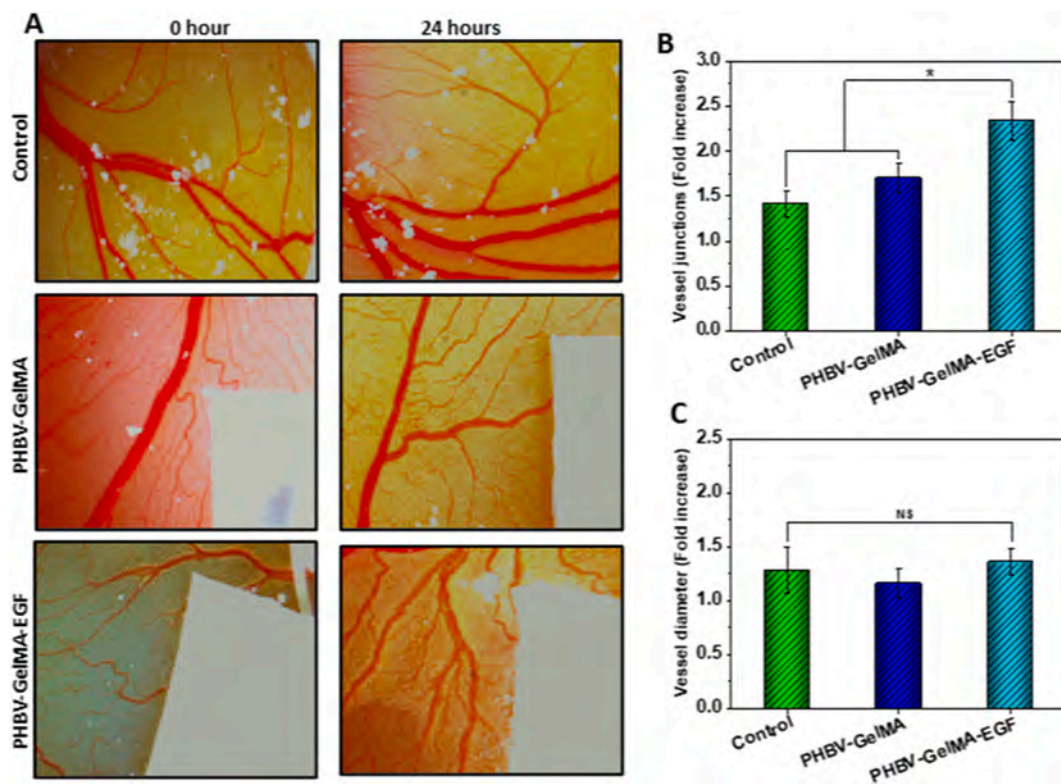 A
0 hour
24 hours
Control
PHBV-GelMA
PHBV-GelMA-EGF
B
Vessel junctions (Fold increase)
3.0
2.5
2.0
1.5
1.0
0.5
0.0
*
Control
PHBV-GelMA
PHBV-GelMA-EGF
C
Vessel diameter (Fold increase)
2.5
2.0
1.5
1.0
0.5
0.0
NS
Control
PHBV-GelMA
PHBV-GelMA-EGF